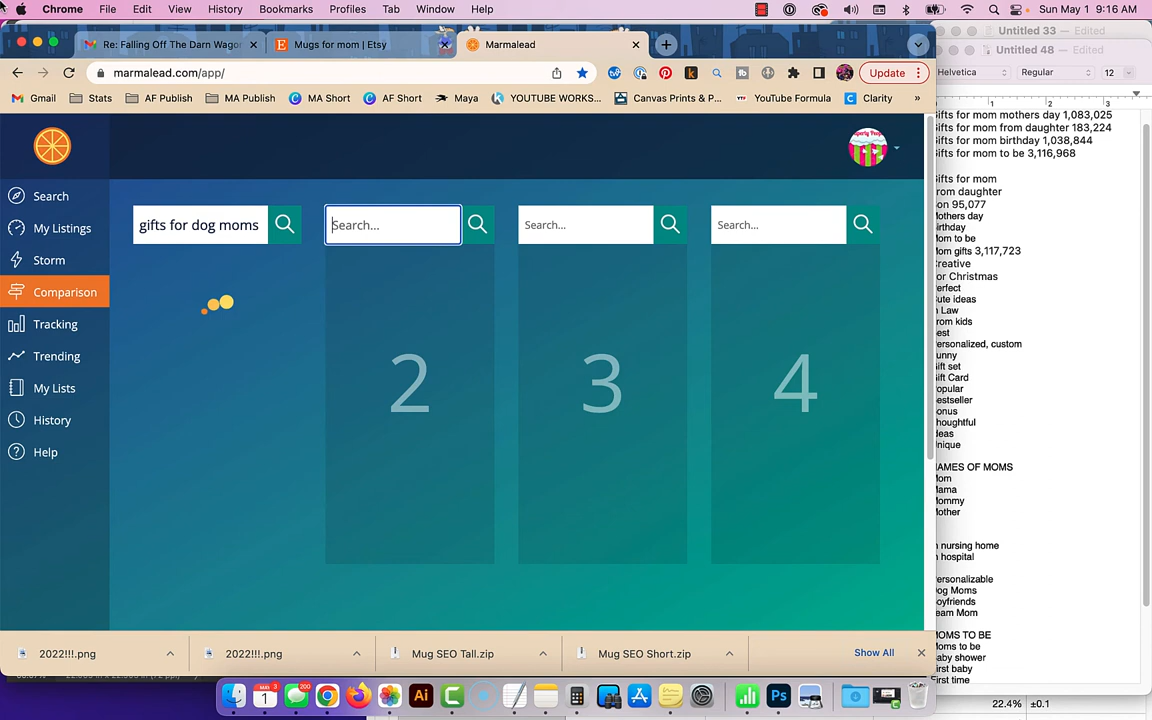 Chrome File Edit View History Bookmarks Profiles Tab Window Help
Sun May 1 9:16 AM
Re: Falling Off The Darn Wagon
Mugs for mom | Etsy
Marmalead
Untitled 33 — Edited
Untitled 48 — Edited
marmalead.com/app/
Update
Helvetica
Regular
12
Gmail Stats AF Publish MA Publish MA Short AF Short Maya YOUTUBE WORKS... Canvas Prints & P... YouTube Formula Clarity »
1 2 3
Search
My Listings
Storm
Comparison
Tracking
Trending
My Lists
History
Help
gifts for dog moms
Search...
Search...
Search...
2
3
4
ifts for mom mothers day 1,083,025
ifts for mom from daughter 183,224
ifts for mom birthday 1,038,844
ifts for mom to be 3,116,968
ifts for mom
rom daughter
on 95,077
others day
irthday
om to be
om gifts 3,117,723
reative
or Christmas
erfect
ute ideas
n Law
rom kids
est
ersonalized, custom
unny
ift set
ift Card
opular
estseller
onus
houghtful
deas
nique
AMES OF MOMS
om
ama
ommy
other
n nursing home
n hospital
ersonalizable
og Moms
oyfriends
eam Mom
OMS TO BE
oms to be
aby shower
irst baby
irst time
2022!!!.png
2022!!!.png
Mug SEO Tall.zip
Mug SEO Short.zip
Show All
22.4% ±0.1